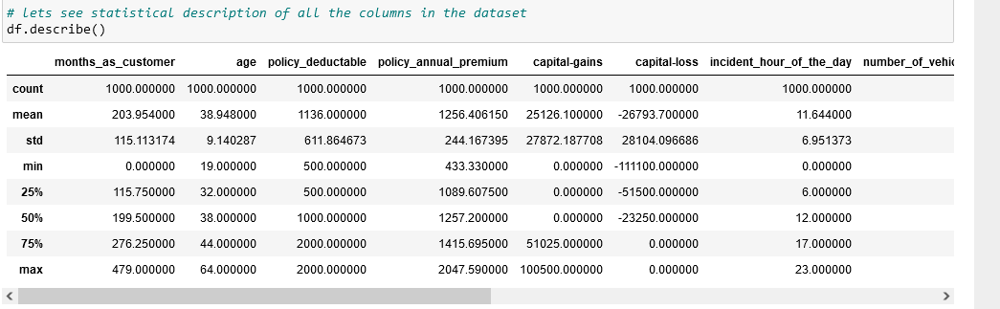 # lets see statistical description of all the columns in the dataset
df.describe()
months_as_customer age policy_deductable policy_annual_premium capital-gains capital-loss incident_hour_of_the_day number_of_vehic
count 1000.000000 1000.000000 1000.000000 1000.000000 1000.000000 1000.000000 1000.000000
mean 203.954000 38.948000 1136.000000 1256.406150 25126.100000 -26793.700000 11.644000
std 115.113174 9.140287 611.864673 244.167395 27872.187708 28104.096686 6.951373
min 0.000000 19.000000 500.000000 433.330000 0.000000 -111100.000000 0.000000
25% 115.750000 32.000000 500.000000 1089.607500 0.000000 -51500.000000 6.000000
50% 199.500000 38.000000 1000.000000 1257.200000 0.000000 -23250.000000 12.000000
75% 276.250000 44.000000 2000.000000 1415.695000 51025.000000 0.000000 17.000000
max 479.000000 64.000000 2000.000000 2047.590000 100500.000000 0.000000 23.000000